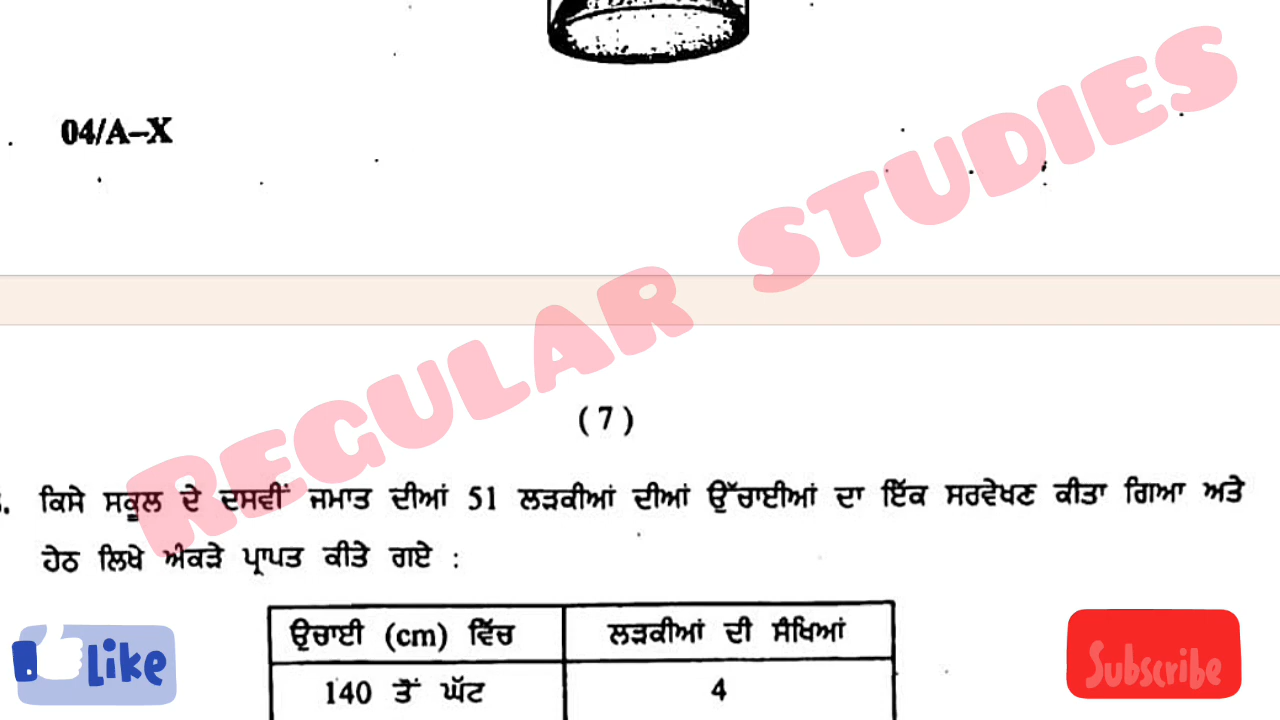 04/A–X
REGULAR STUDIES
( 7 )
ਕਿਸੇ ਸਕੂਲ ਦੇ ਦਸਵੀਂ ਜਮਾਤ ਦੀਆਂ 51 ਲੜਕੀਆਂ ਦੀਆਂ ਉੱਚਾਈਆਂ ਦਾ ਇੱਕ ਸਰਵੇਖਣ ਕੀਤਾ ਗਿਆ ਅਤੇ
ਹੇਠ ਲਿਖੇ ਅੰਕੜੇ ਪ੍ਰਾਪਤ ਕੀਤੇ ਗਏ :
ਉਚਾਈ (cm) ਵਿੱਚ ਲੜਕੀਆਂ ਦੀ ਸੰਖਿਆਂ
140 ਤੋਂ ਘੱਟ 4
Like
Subscribe